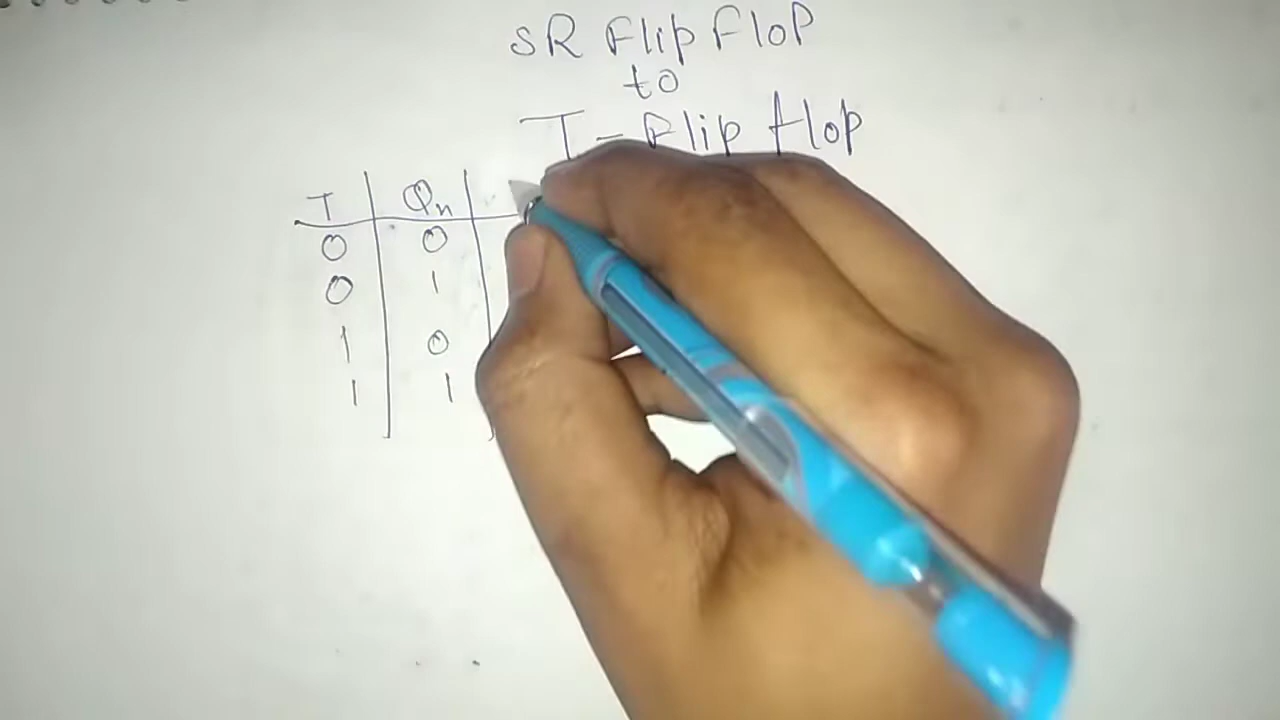 SR Flip Flop
to
T - Flip flop
T Qn
0 0
0 1
1 0
1 1